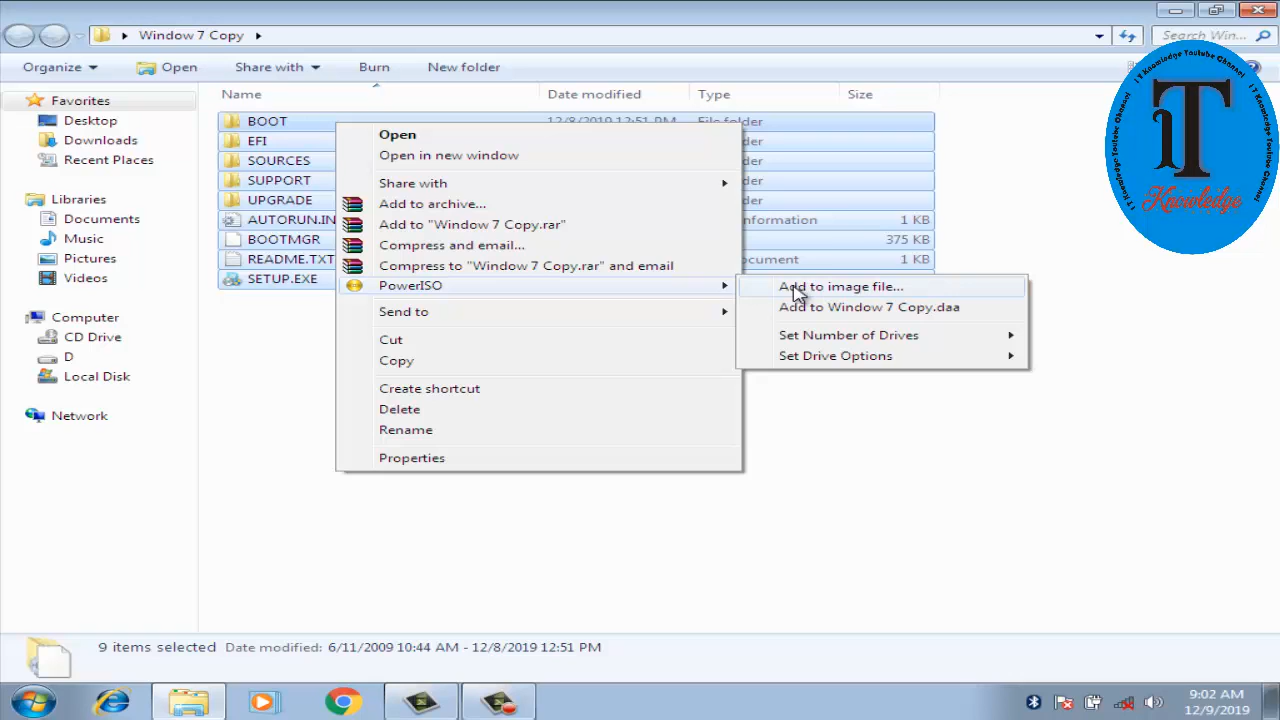 Window 7 Copy
Search Win...
Organize
Open
Share with
Burn
New folder
Name
Date modified
Type
Size
Favorites
Desktop
Downloads
Recent Places
Libraries
Documents
Music
Pictures
Videos
Computer
CD Drive
D
Local Disk
Network
BOOT 12/8/2019 12:51 PM File folder
EFI der
SOURCES der
SUPPORT der
UPGRADE der
AUTORUN.IN nformation 1 KB
BOOTMGR 375 KB
README.TXT ocument 1 KB
SETUP.EXE
Open
Open in new window
Share with
Add to archive...
Add to "Window 7 Copy.rar"
Compress and email...
Compress to "Window 7 Copy.rar" and email
PowerISO
Send to
Cut
Copy
Create shortcut
Delete
Rename
Properties
Add to image file...
Add to Window 7 Copy.daa
Set Number of Drives
Set Drive Options
iT Knowledge Youtube Channel
iT
Knowledge
9 items selected Date modified: 6/11/2009 10:44 AM - 12/8/2019 12:51 PM
9:02 AM
12/9/2019